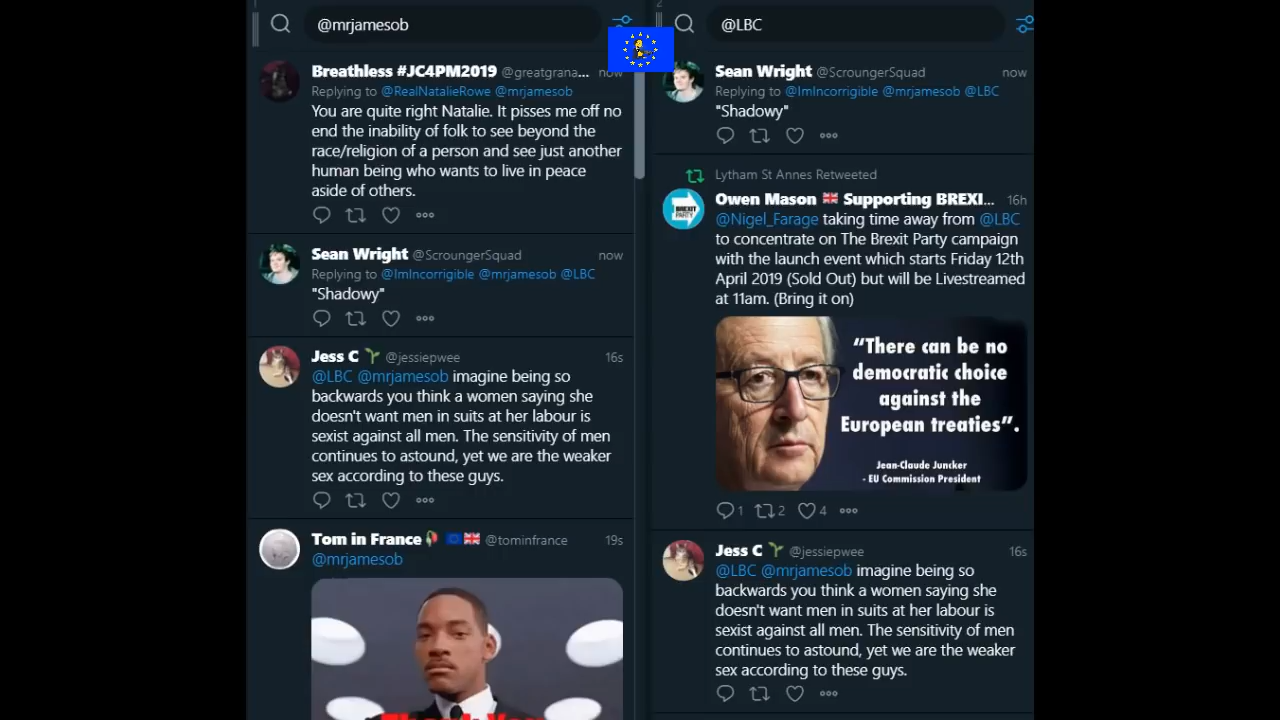 1
@mrjamesob
Breathless #JC4PM2019 @greatgrana... now
Replying to @RealNatalieRowe @mrjamesob
You are quite right Natalie. It pisses me off no
end the inability of folk to see beyond the
race/religion of a person and see just another
human being who wants to live in peace
aside of others.
Sean Wright @ScroungerSquad now
Replying to @ImIncorrigible @mrjamesob @LBC
"Shadowy"
Jess C @jessiepwee 16s
@LBC @mrjamesob imagine being so
backwards you think a women saying she
doesn't want men in suits at her labour is
sexist against all men. The sensitivity of men
continues to astound, yet we are the weaker
sex according to these guys.
Tom in France @tominfrance 19s
@mrjamesob
2
@LBC
Sean Wright @ScroungerSquad now
Replying to @ImIncorrigible @mrjamesob @LBC
"Shadowy"
Lytham St Annes Retweeted
Owen Mason 🇬🇧 Supporting BREXI... 16h
BREXIT
PARTY
@Nigel_Farage taking time away from @LBC
to concentrate on The Brexit Party campaign
with the launch event which starts Friday 12th
April 2019 (Sold Out) but will be Livestreamed
at 11am. (Bring it on)
“There can be no
democratic choice
against the
European treaties”.
Jean-Claude Juncker
- EU Commission President
1 2 4
Jess C @jessiepwee 16s
@LBC @mrjamesob imagine being so
backwards you think a women saying she
doesn't want men in suits at her labour is
sexist against all men. The sensitivity of men
continues to astound, yet we are the weaker
sex according to these guys.